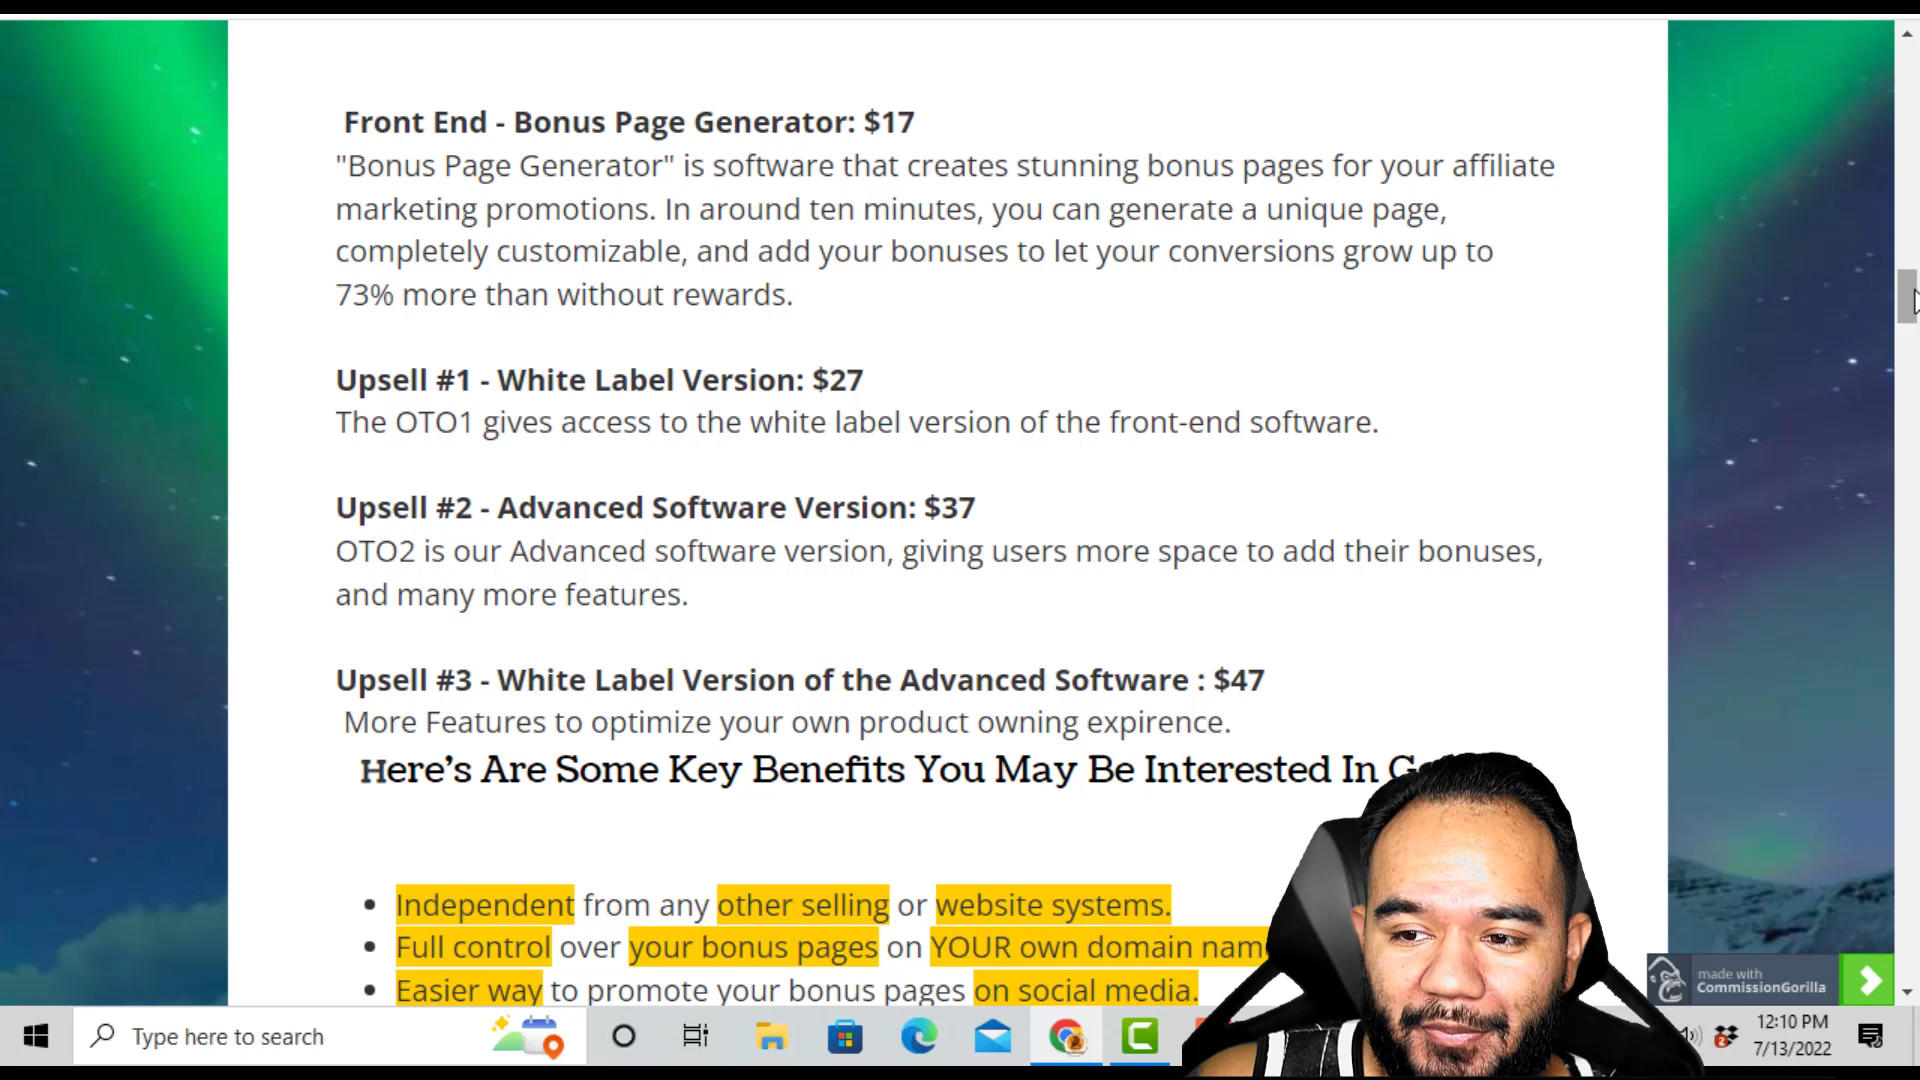 Front End - Bonus Page Generator: $17
"Bonus Page Generator" is software that creates stunning bonus pages for your affiliate
marketing promotions. In around ten minutes, you can generate a unique page,
completely customizable, and add your bonuses to let your conversions grow up to
73% more than without rewards.
Upsell #1 - White Label Version: $27
The OTO1 gives access to the white label version of the front-end software.
Upsell #2 - Advanced Software Version: $37
OTO2 is our Advanced software version, giving users more space to add their bonuses,
and many more features.
Upsell #3 - White Label Version of the Advanced Software : $47
More Features to optimize your own product owning expirence.
Here's Are Some Key Benefits You May Be Interested In
• Independent from any other selling or website systems.
• Full control over your bonus pages on YOUR own domain
• Easier way to promote your bonus pages on social media.
made with
CommissionGorilla
Type here to search
12:10 PM
7/13/2022